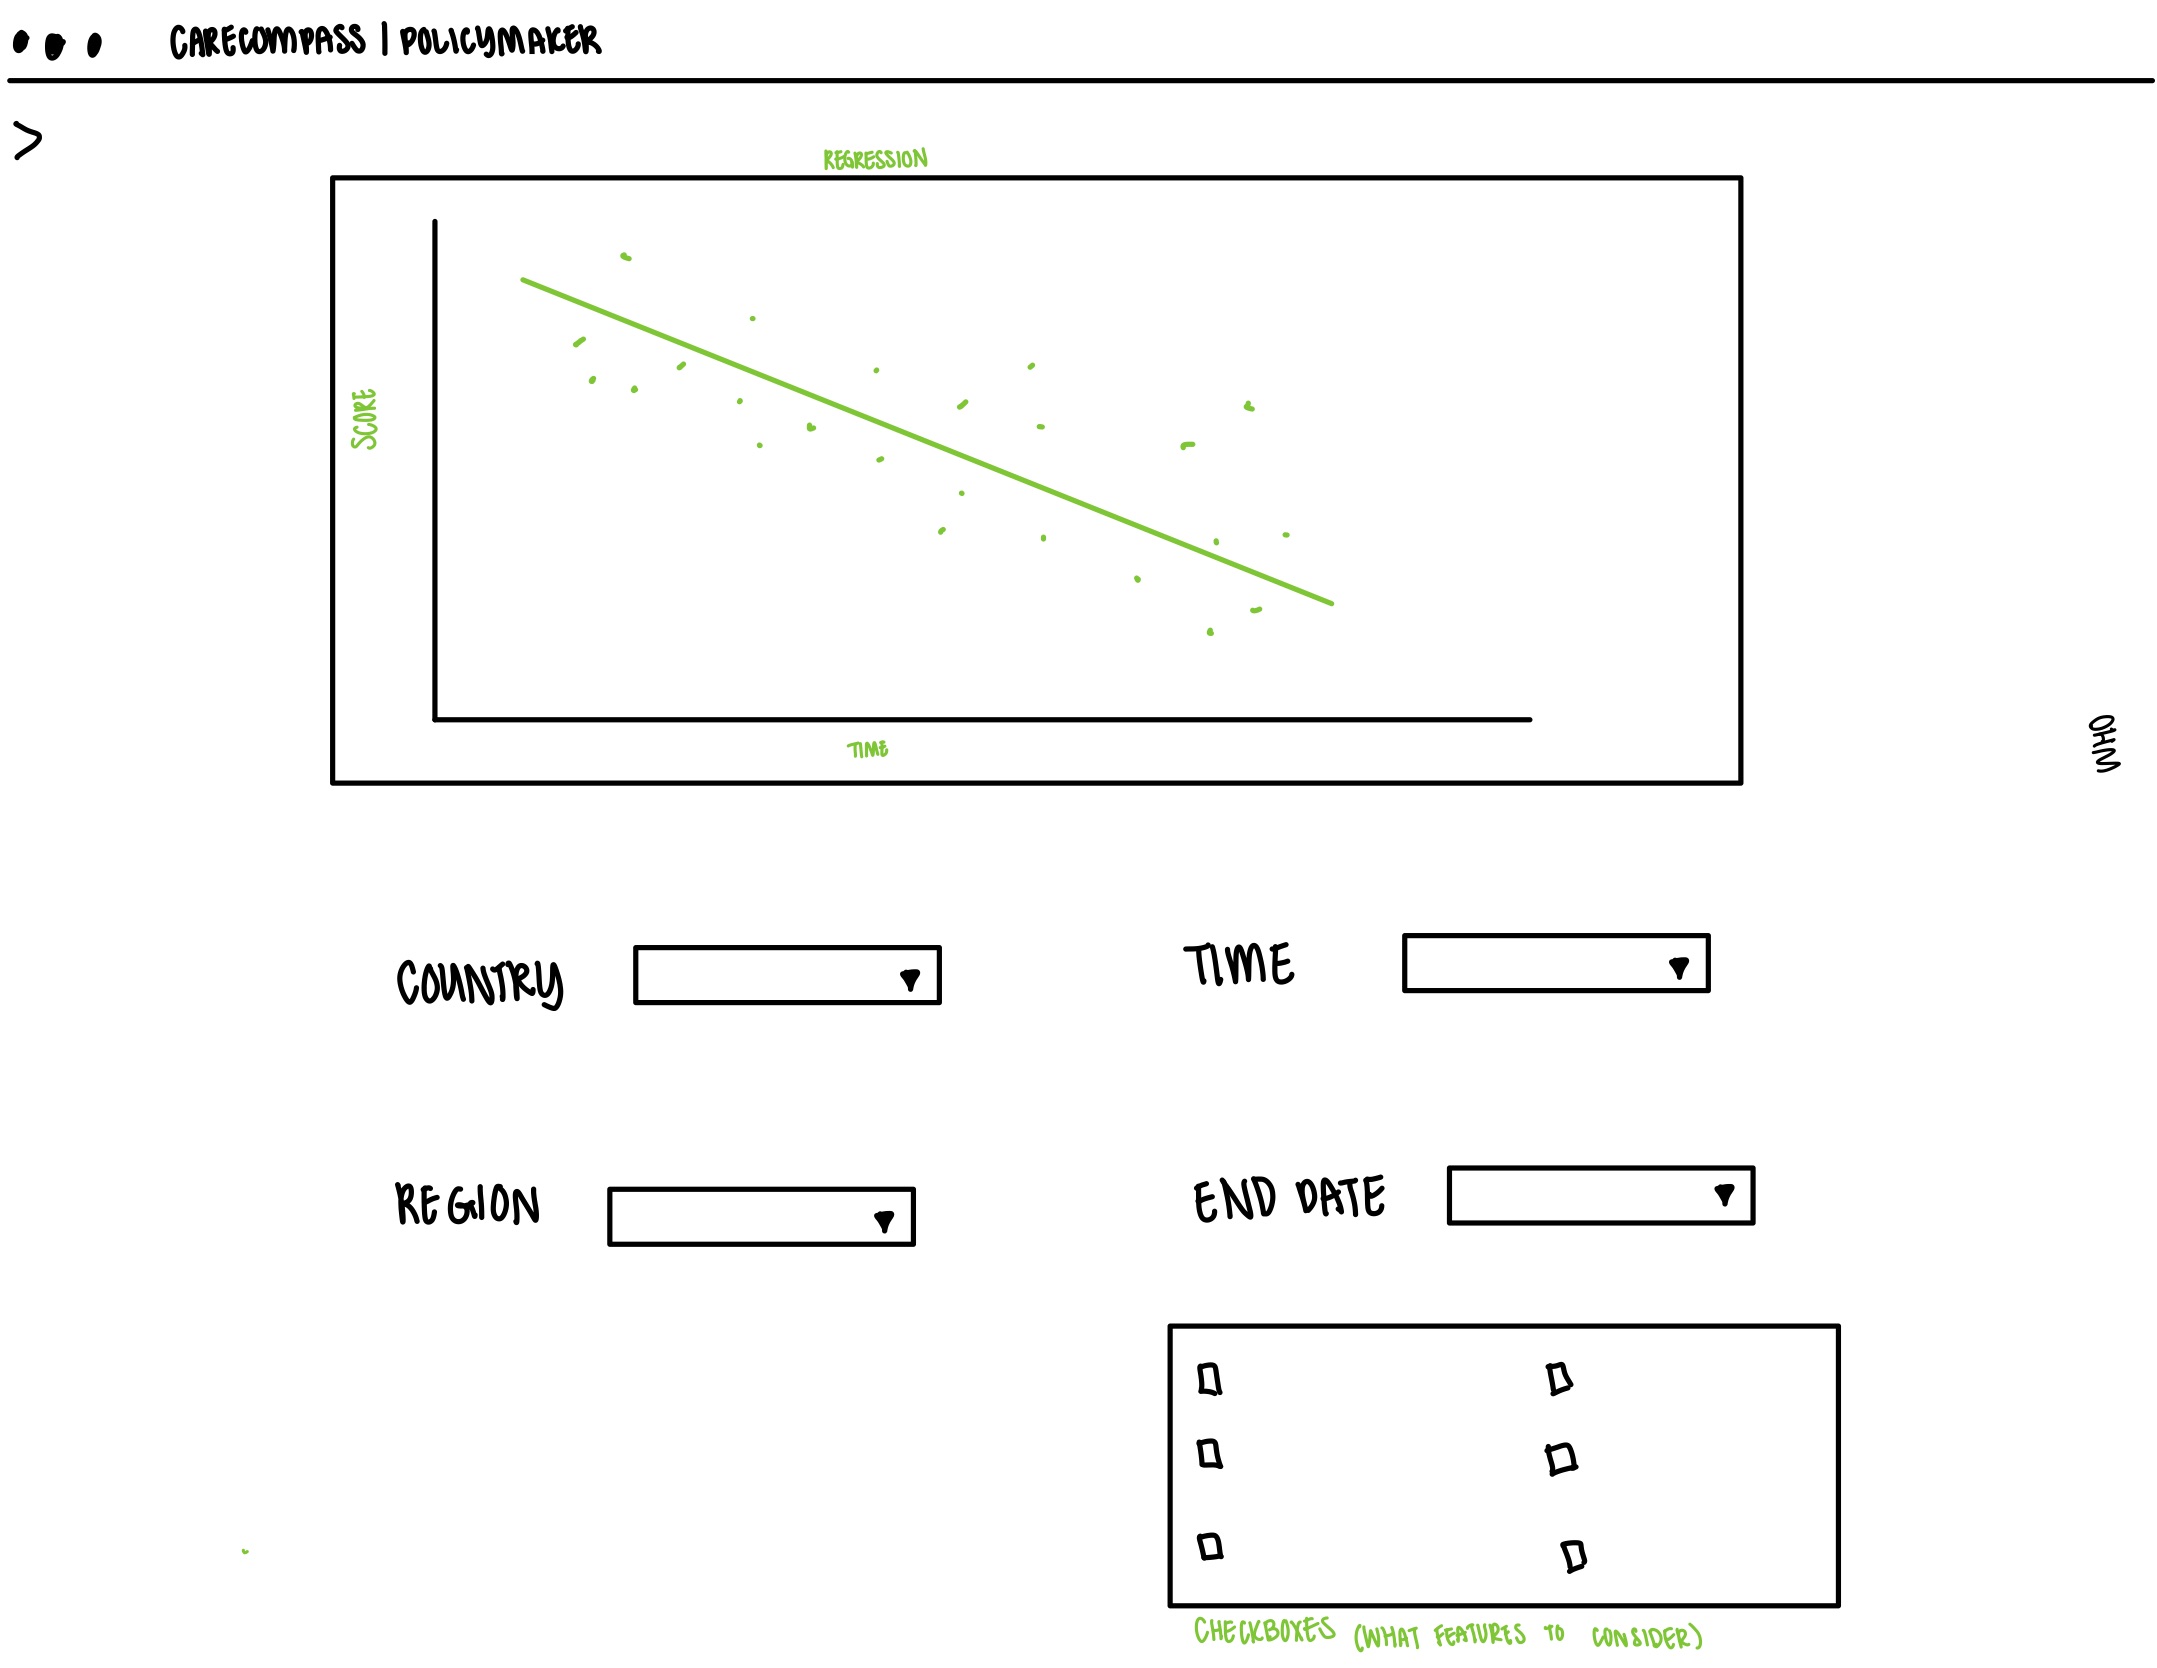 CARECOMPASS | POLICYMAKER
>
REGRESSION
SCORE
TIME
WHO
COUNTRY
TIME
REGION
END DATE
CHECKBOXES (WHAT FEATURES TO CONSIDER)